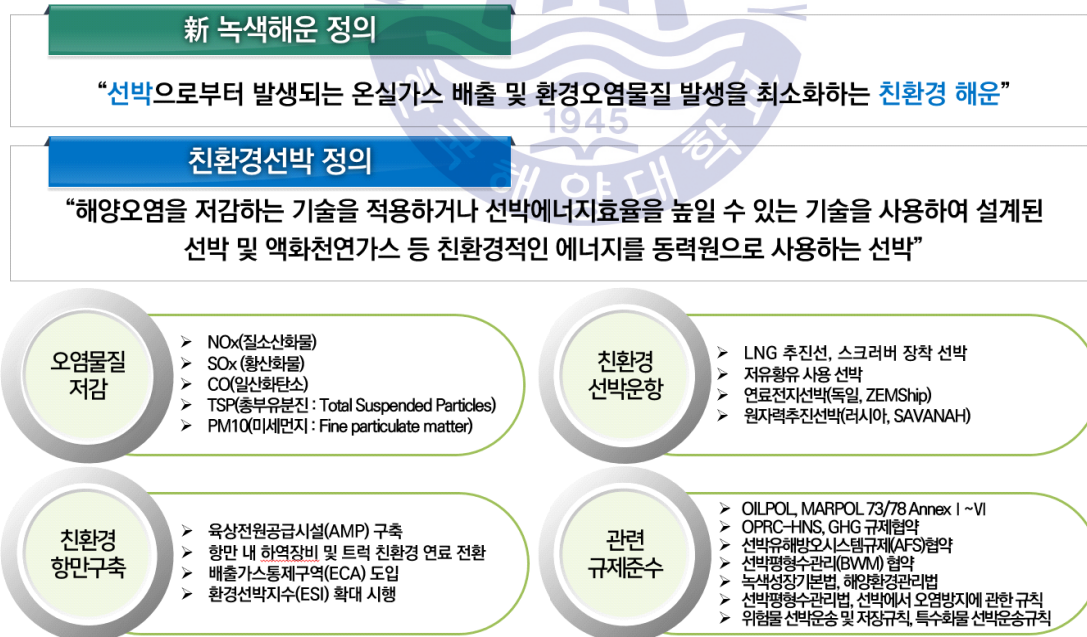 新 녹색해운 정의
“선박으로부터 발생되는 온실가스 배출 및 환경오염물질 발생을 최소화하는 친환경 해운”
1945
해양대학교
친환경선박 정의
“해양오염을 저감하는 기술을 적용하거나 선박에너지효율을 높일 수 있는 기술을 사용하여 설계된
선박 및 액화천연가스 등 친환경적인 에너지를 동력원으로 사용하는 선박”
오염물질
저감
➢ NOx(질소산화물)
➢ SOx (황산화물)
➢ CO(일산화탄소)
➢ TSP(총부유분진 : Total Suspended Particles)
➢ PM10(미세먼지 : Fine particulate matter)
친환경
선박운항
➢ LNG 추진선, 스크러버 장착 선박
➢ 저유황유 사용 선박
➢ 연료전지선박(독일, ZEMShip)
➢ 원자력추진선박(러시아, SAVANAH)
친환경
항만구축
➢ 육상전원공급시설(AMP) 구축
➢ 항만 내 하역장비 및 트럭 친환경 연료 전환
➢ 배출가스통제구역(ECA) 도입
➢ 환경선박지수(ESI) 확대 시행
관련
규제준수
➢ OILPOL, MARPOL 73/78 Annex Ⅰ~Ⅵ
➢ OPRC-HNS, GHG 규제협약
➢ 선박유해방오시스템규제(AFS)협약
➢ 선박평형수관리(BWM) 협약
➢ 녹색성장기본법, 해양환경관리법
➢ 선박평형수관리법, 선박에서 오염방지에 관한 규칙
➢ 위험물 선박운송 및 저장규칙, 특수화물 선박운송규칙